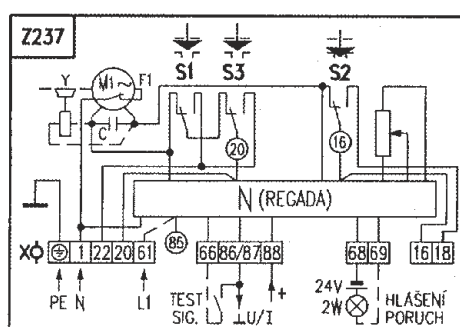 Z237
S1 S3 S2
Y M1 F1
C
20 16
N (REGADA)
X 1 22 20 61 85 66 86/87 88 68 69 16 18
PE N L1 TEST SIG. U/I + 24V 2W HLÁŠENÍ PORUCH